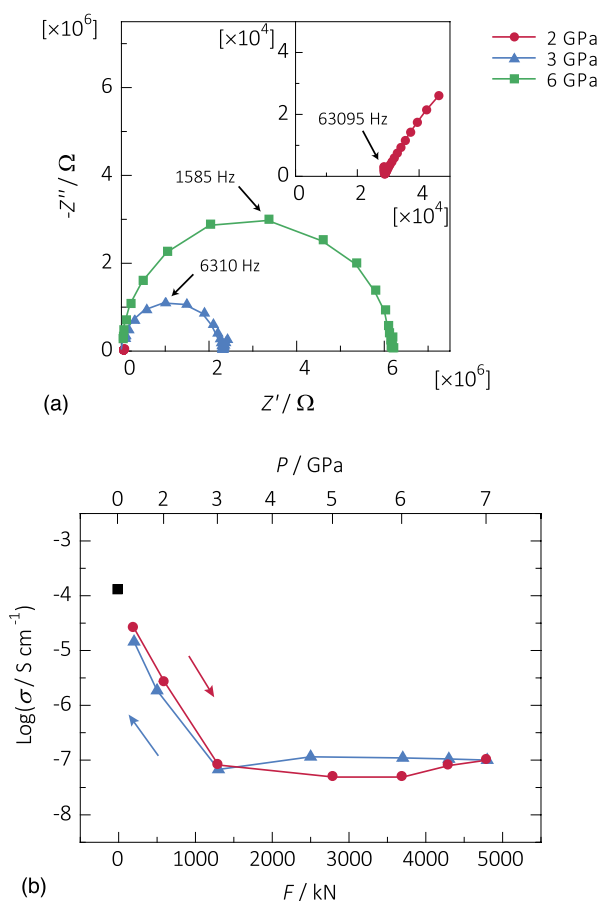 [×10⁶]
6
4
2
0
-Z″ / Ω
0
2
4
6
[×10⁶]
Z′ / Ω
(a)
1585 Hz
6310 Hz
[×10⁴]
4
2
0
63095 Hz
0
2
4
[×10⁴]
2 GPa
3 GPa
6 GPa
P / GPa
0 2 3 4 5 6 7
-3
-4
-5
-6
-7
-8
Log(σ / S cm⁻¹)
0 1000 2000 3000 4000 5000
F / kN
(b)